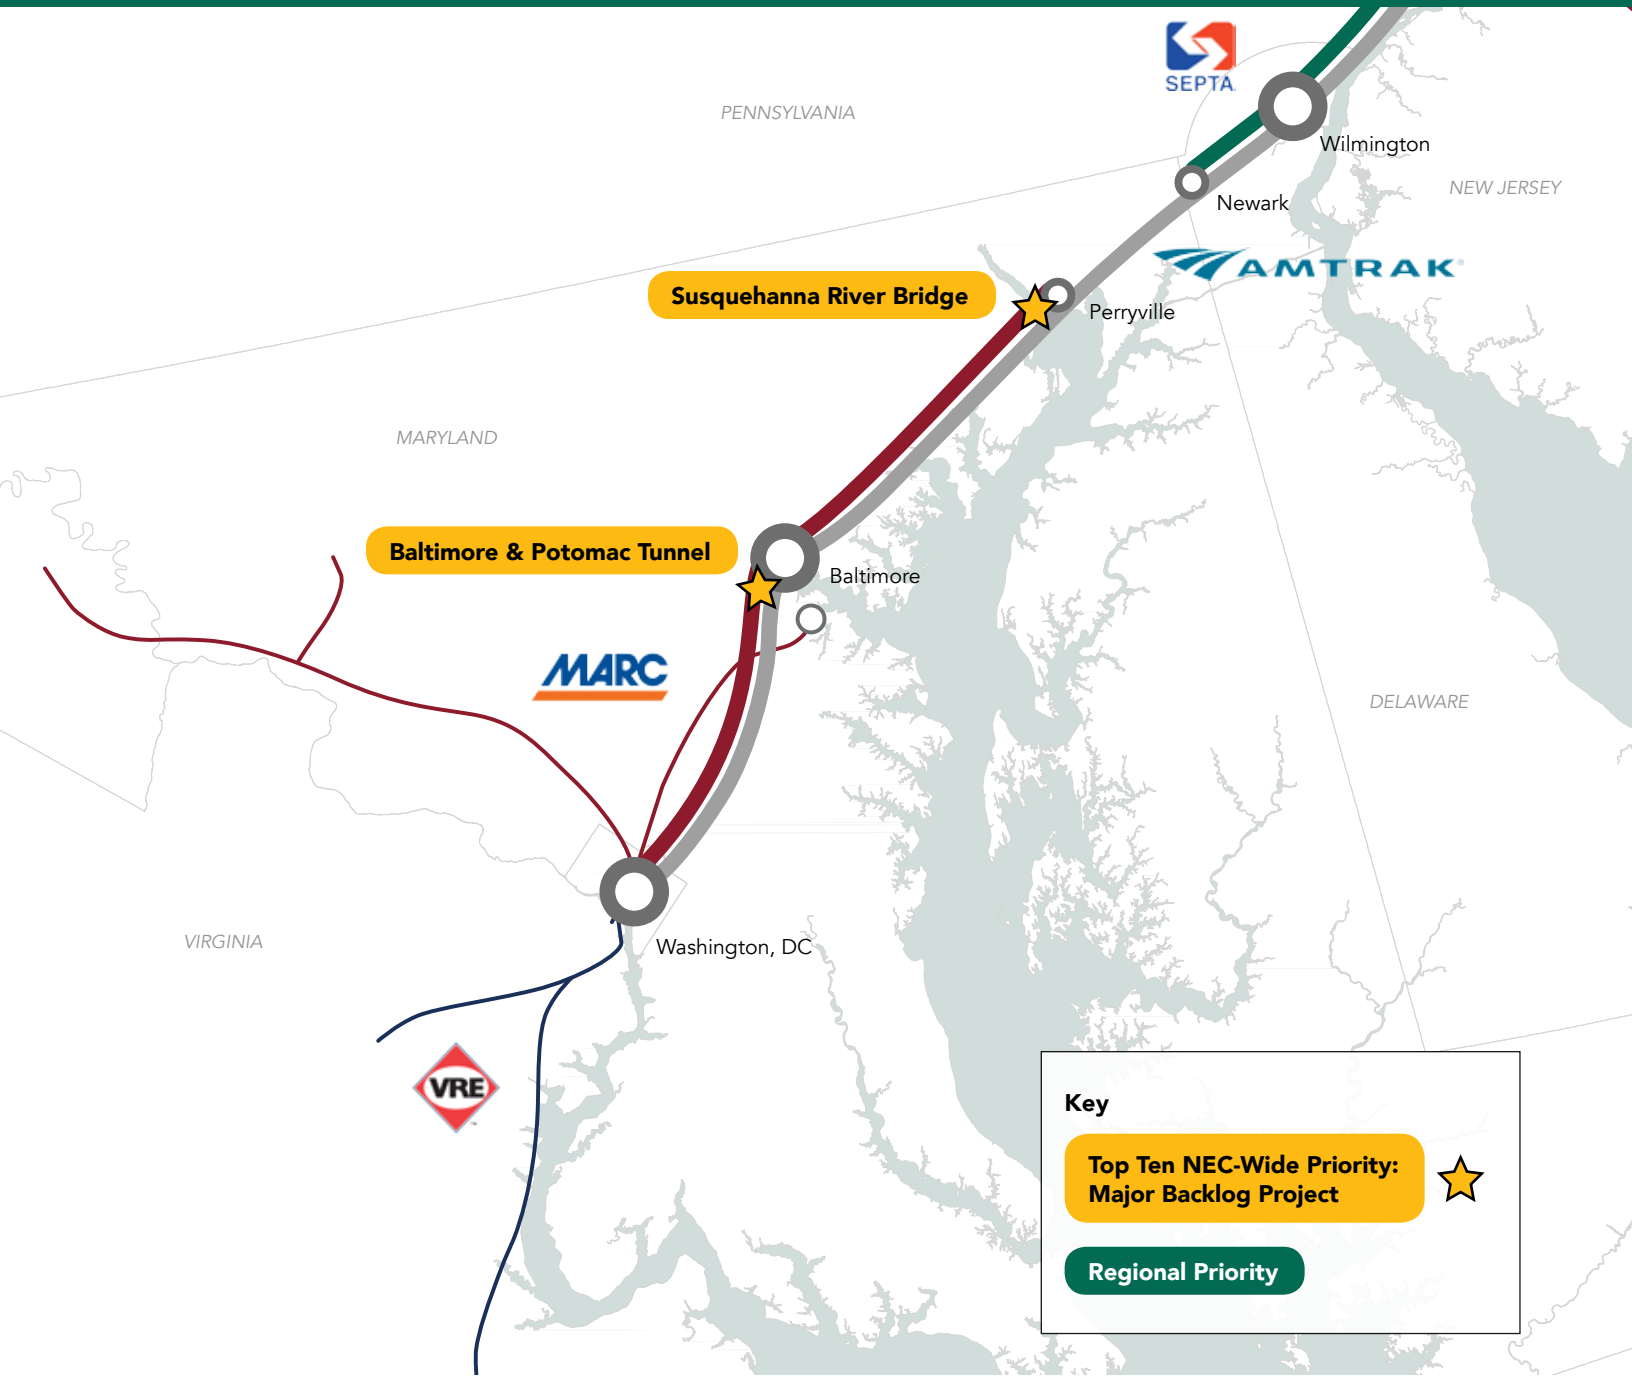 SEPTA
PENNSYLVANIA
Wilmington
NEW JERSEY
Newark
AMTRAK
Susquehanna River Bridge
Perryville
MARYLAND
Baltimore & Potomac Tunnel
Baltimore
MARC
DELAWARE
VIRGINIA
Washington, DC
VRE
Key
Top Ten NEC-Wide Priority:
Major Backlog Project
Regional Priority